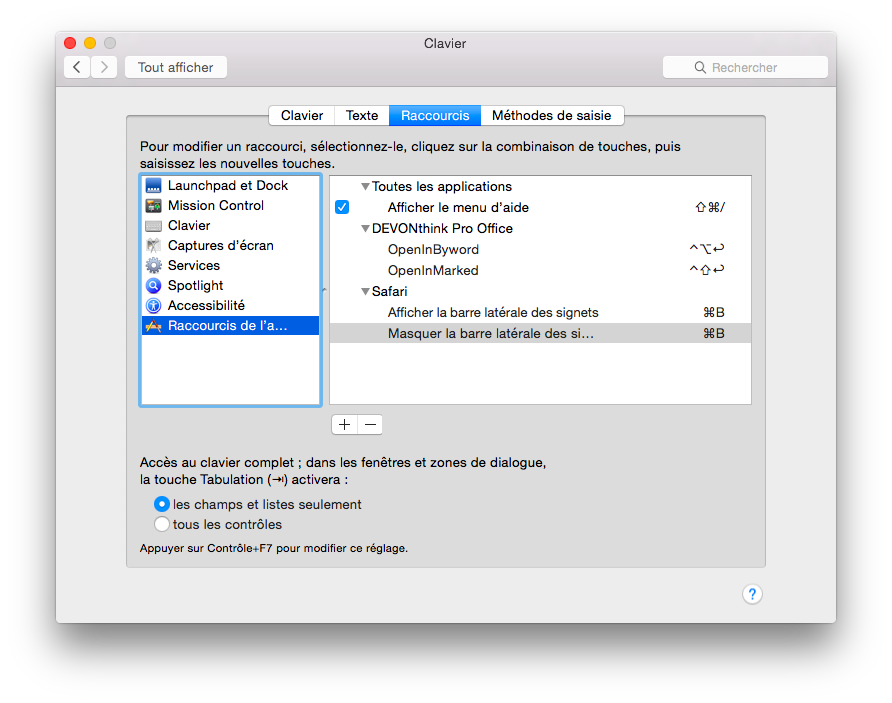 Clavier
Tout afficher
Rechercher
Clavier Texte Raccourcis Méthodes de saisie
Pour modifier un raccourci, sélectionnez-le, cliquez sur la combinaison de touches, puis
saisissez les nouvelles touches.
Launchpad et Dock
Mission Control
Clavier
Captures d’écran
Services
Spotlight
Accessibilité
Raccourcis de l’a…
Toutes les applications
Afficher le menu d’aide ⇧⌘/
DEVONthink Pro Office
OpenInByword ^⌥↩
OpenInMarked ^⇧↩
Safari
Afficher la barre latérale des signets ⌘B
Masquer la barre latérale des si… ⌘B
Accès au clavier complet ; dans les fenêtres et zones de dialogue,
la touche Tabulation (⇥) activera :
les champs et listes seulement
tous les contrôles
Appuyer sur Contrôle+F7 pour modifier ce réglage.
?